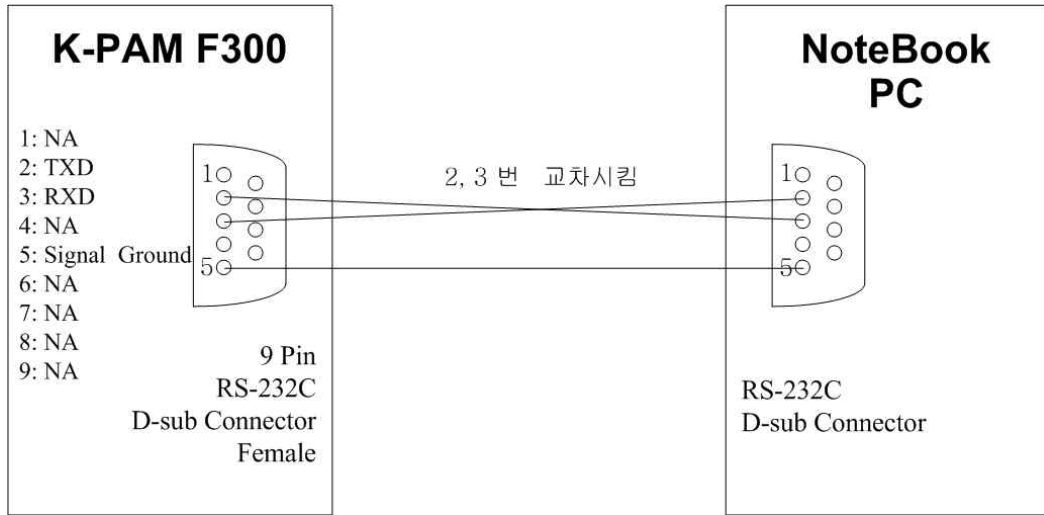 K-PAM F300
1: NA
2: TXD
3: RXD
4: NA
5: Signal Ground
6: NA
7: NA
8: NA
9: NA
1
5
9 Pin
RS-232C
D-sub Connector
Female
2, 3 번 교차시킴
NoteBook
PC
1
5
RS-232C
D-sub Connector